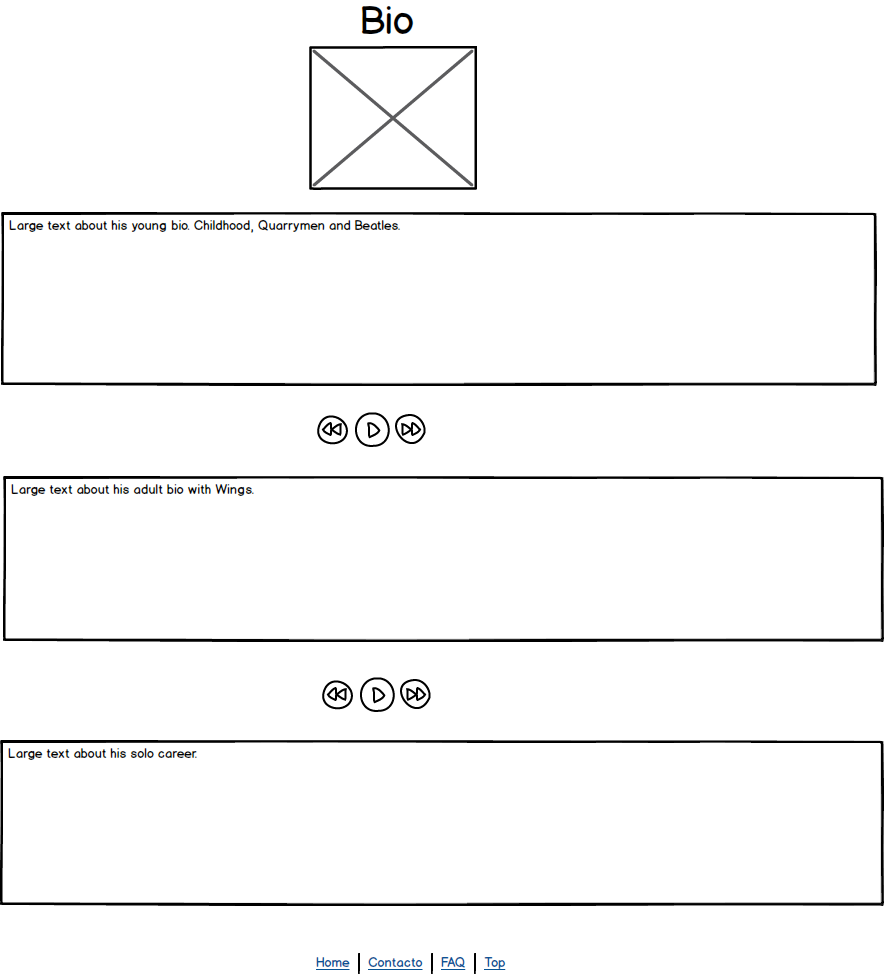 Bio
Large text about his young bio. Childhood, Quarrymen and Beatles.
Large text about his adult bio with Wings.
Large text about his solo career.
Home | Contacto | FAQ | Top